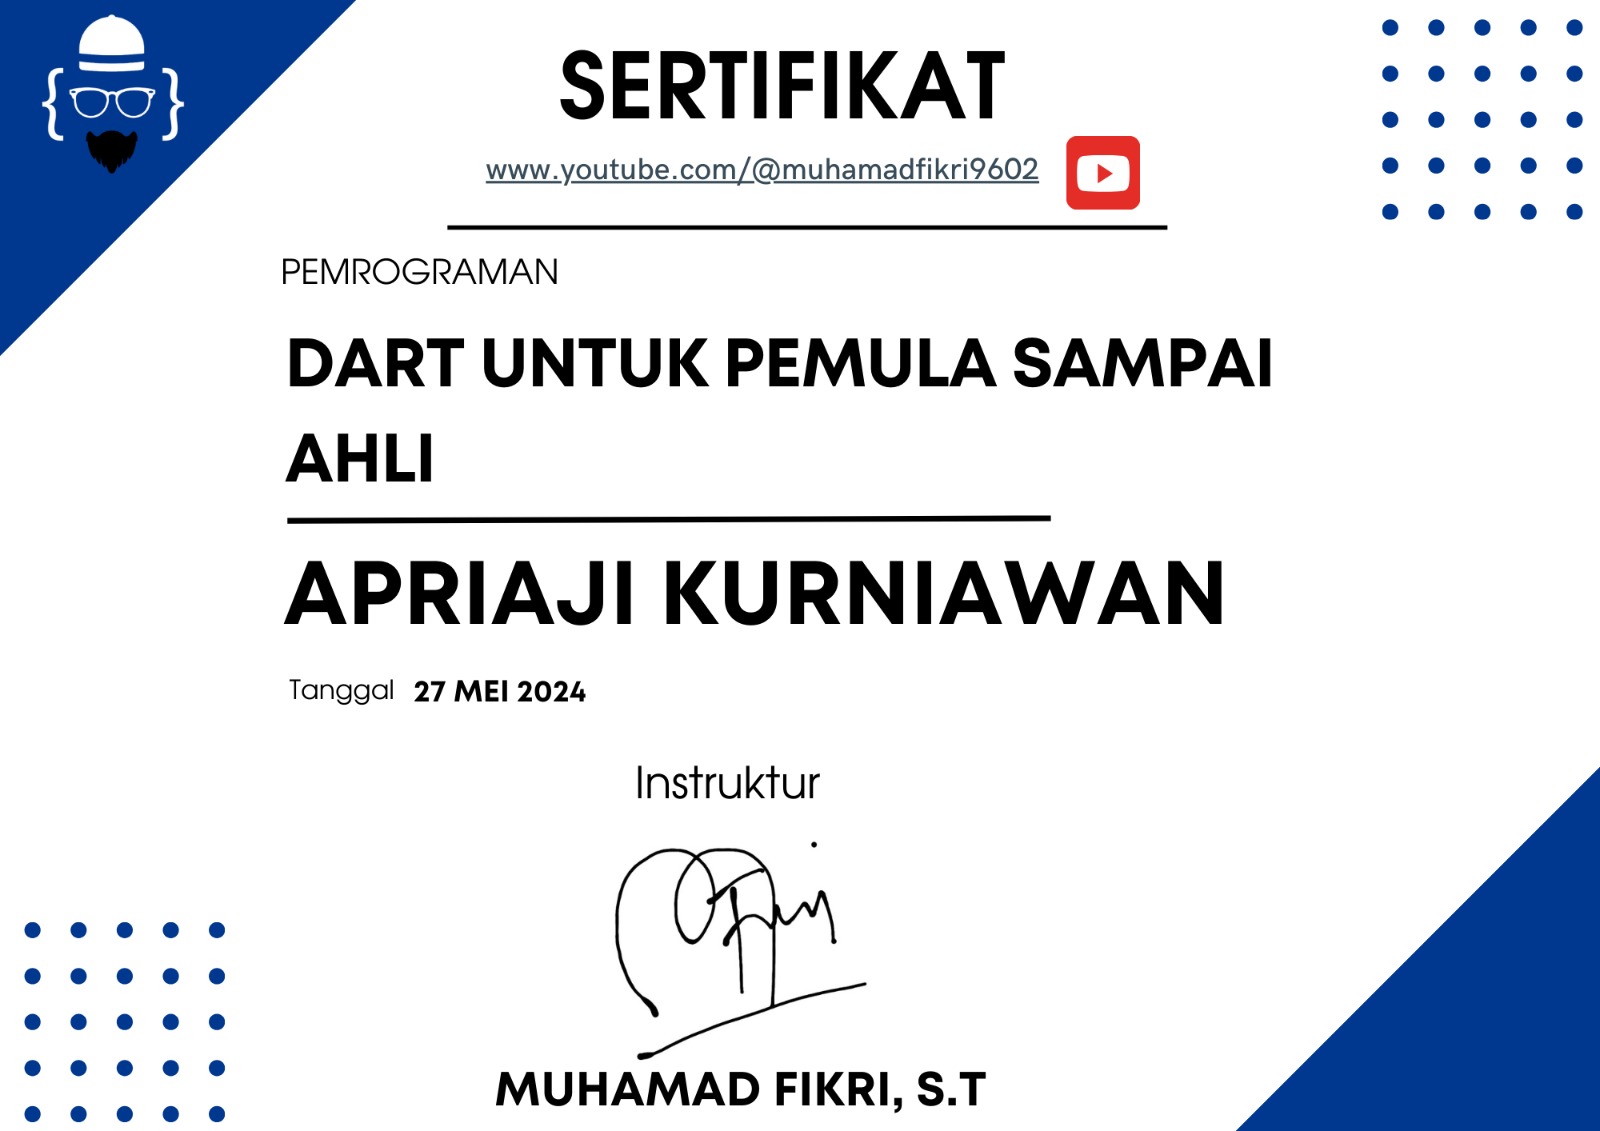 SERTIFIKAT
www.youtube.com/@muhamadfikri9602
PEMROGRAMAN
DART UNTUK PEMULA SAMPAI
AHLI
APRIAJI KURNIAWAN
Tanggal 27 MEI 2024
Instruktur
MUHAMAD FIKRI, S.T